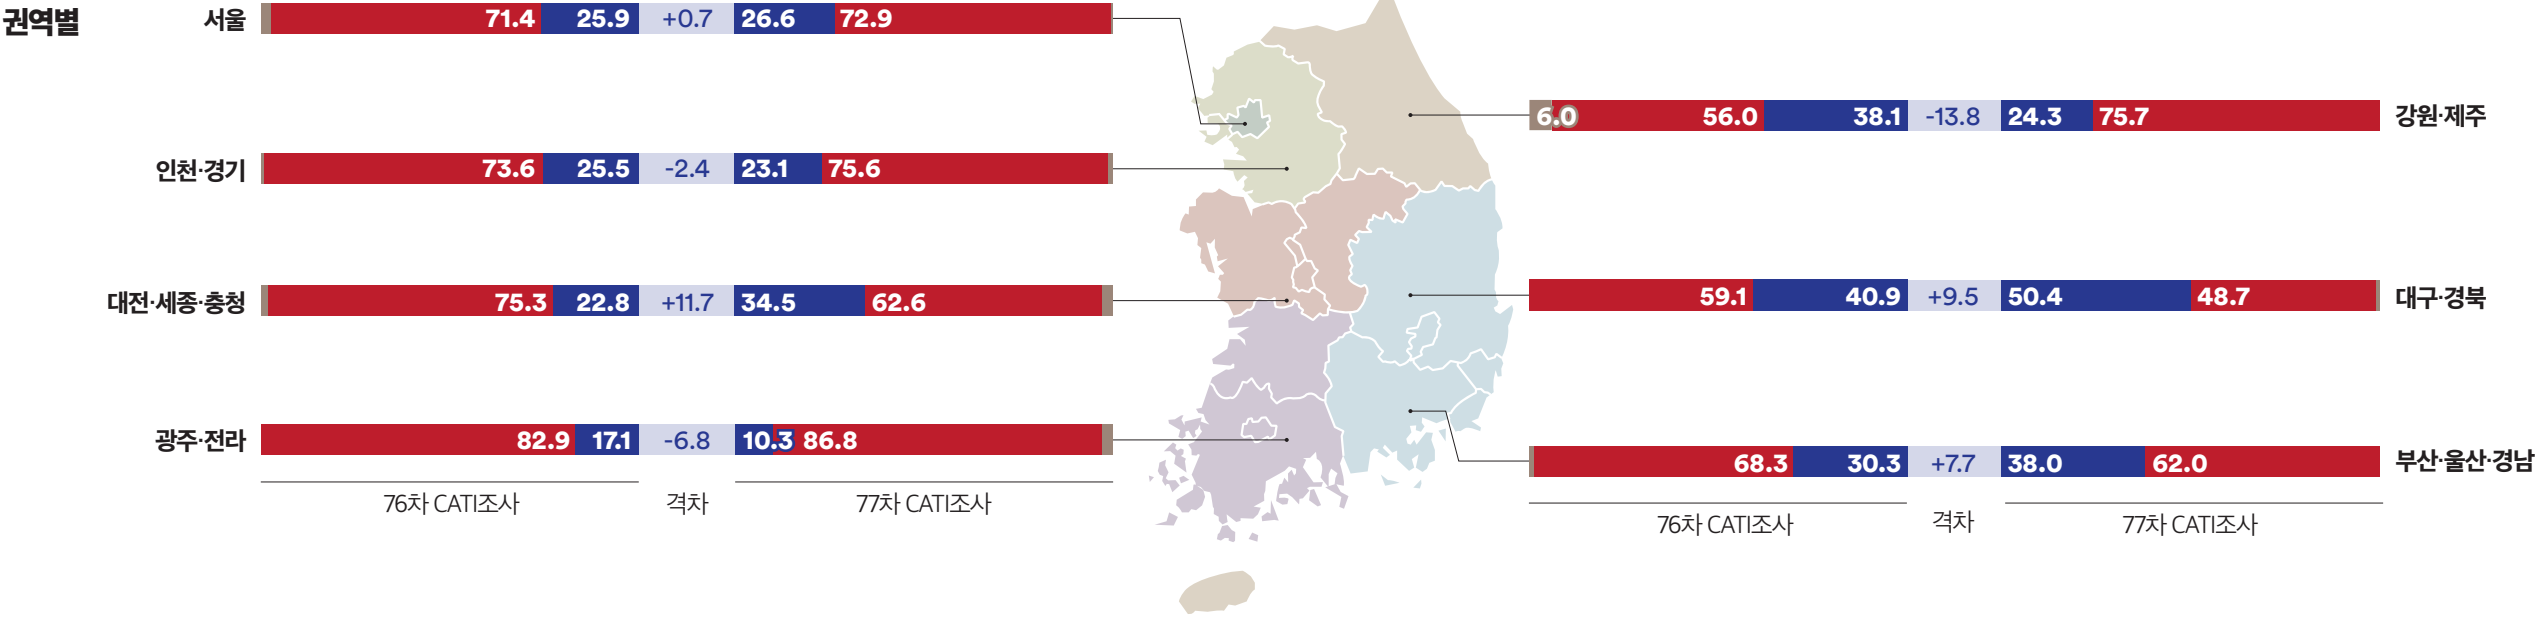 권역별
서울 71.4 25.9 +0.7 26.6 72.9
인천·경기 73.6 25.5 -2.4 23.1 75.6
대전·세종·충청 75.3 22.8 +11.7 34.5 62.6
광주·전라 82.9 17.1 -6.8 10.3 86.8
76차 CATI조사 격차 77차 CATI조사
6.0 56.0 38.1 -13.8 24.3 75.7 강원·제주
59.1 40.9 +9.5 50.4 48.7 대구·경북
68.3 30.3 +7.7 38.0 62.0 부산·울산·경남
76차 CATI조사 격차 77차 CATI조사